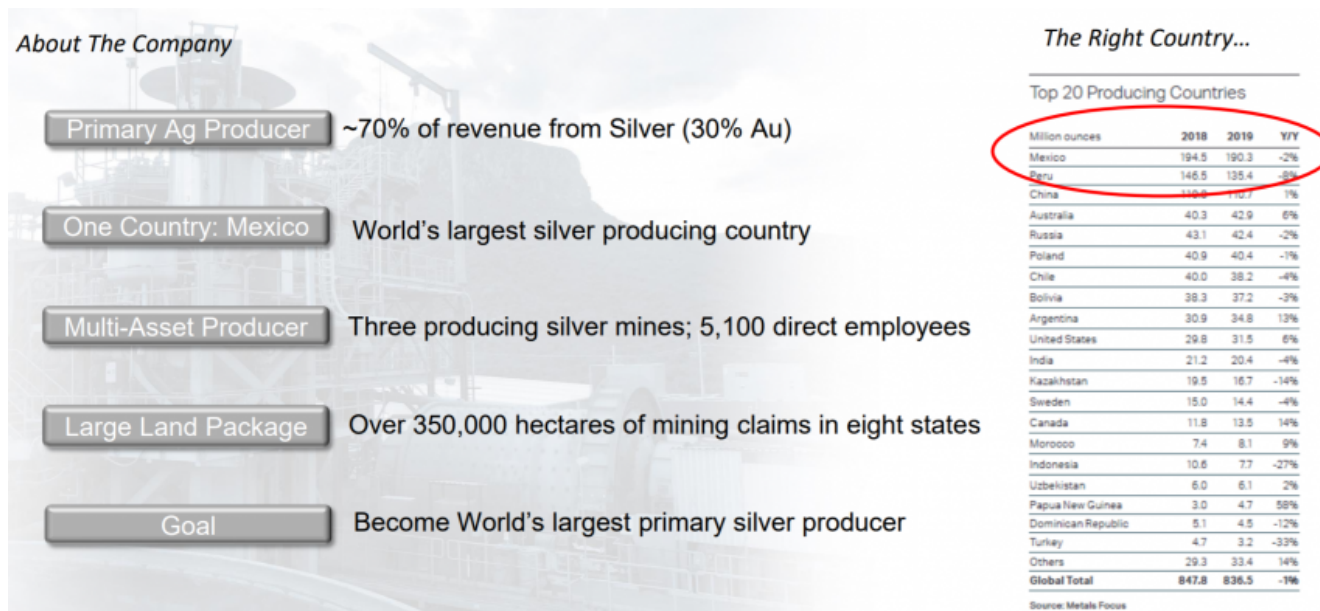 About The Company
Primary Ag Producer ~70% of revenue from Silver (30% Au)
One Country: Mexico World's largest silver producing country
Multi-Asset Producer Three producing silver mines; 5,100 direct employees
Large Land Package Over 350,000 hectares of mining claims in eight states
Goal Become World's largest primary silver producer
The Right Country...
Top 20 Producing Countries
Million ounces 2018 2019 Y/Y
Mexico 194.5 190.3 -2%
Peru 146.5 135.4 -8%
China 110.7 1%
Australia 40.3 42.9 6%
Russia 43.1 42.4 -2%
Poland 40.9 40.4 -1%
Chile 40.0 38.2 -4%
Bolivia 38.3 37.2 -3%
Argentina 30.9 34.8 13%
United States 29.8 31.5 6%
India 21.2 20.4 -4%
Kazakhstan 19.5 16.7 -14%
Sweden 15.0 14.4 -4%
Canada 11.8 13.5 14%
Morocco 7.4 8.1 9%
Indonesia 10.6 7.7 -27%
Uzbekistan 6.0 6.1 2%
Papua New Guinea 3.0 4.7 58%
Dominican Republic 5.1 4.5 -12%
Turkey 4.7 3.2 -33%
Others 29.3 33.4 14%
Global Total 847.8 836.5 -1%
Source: Metals Focus